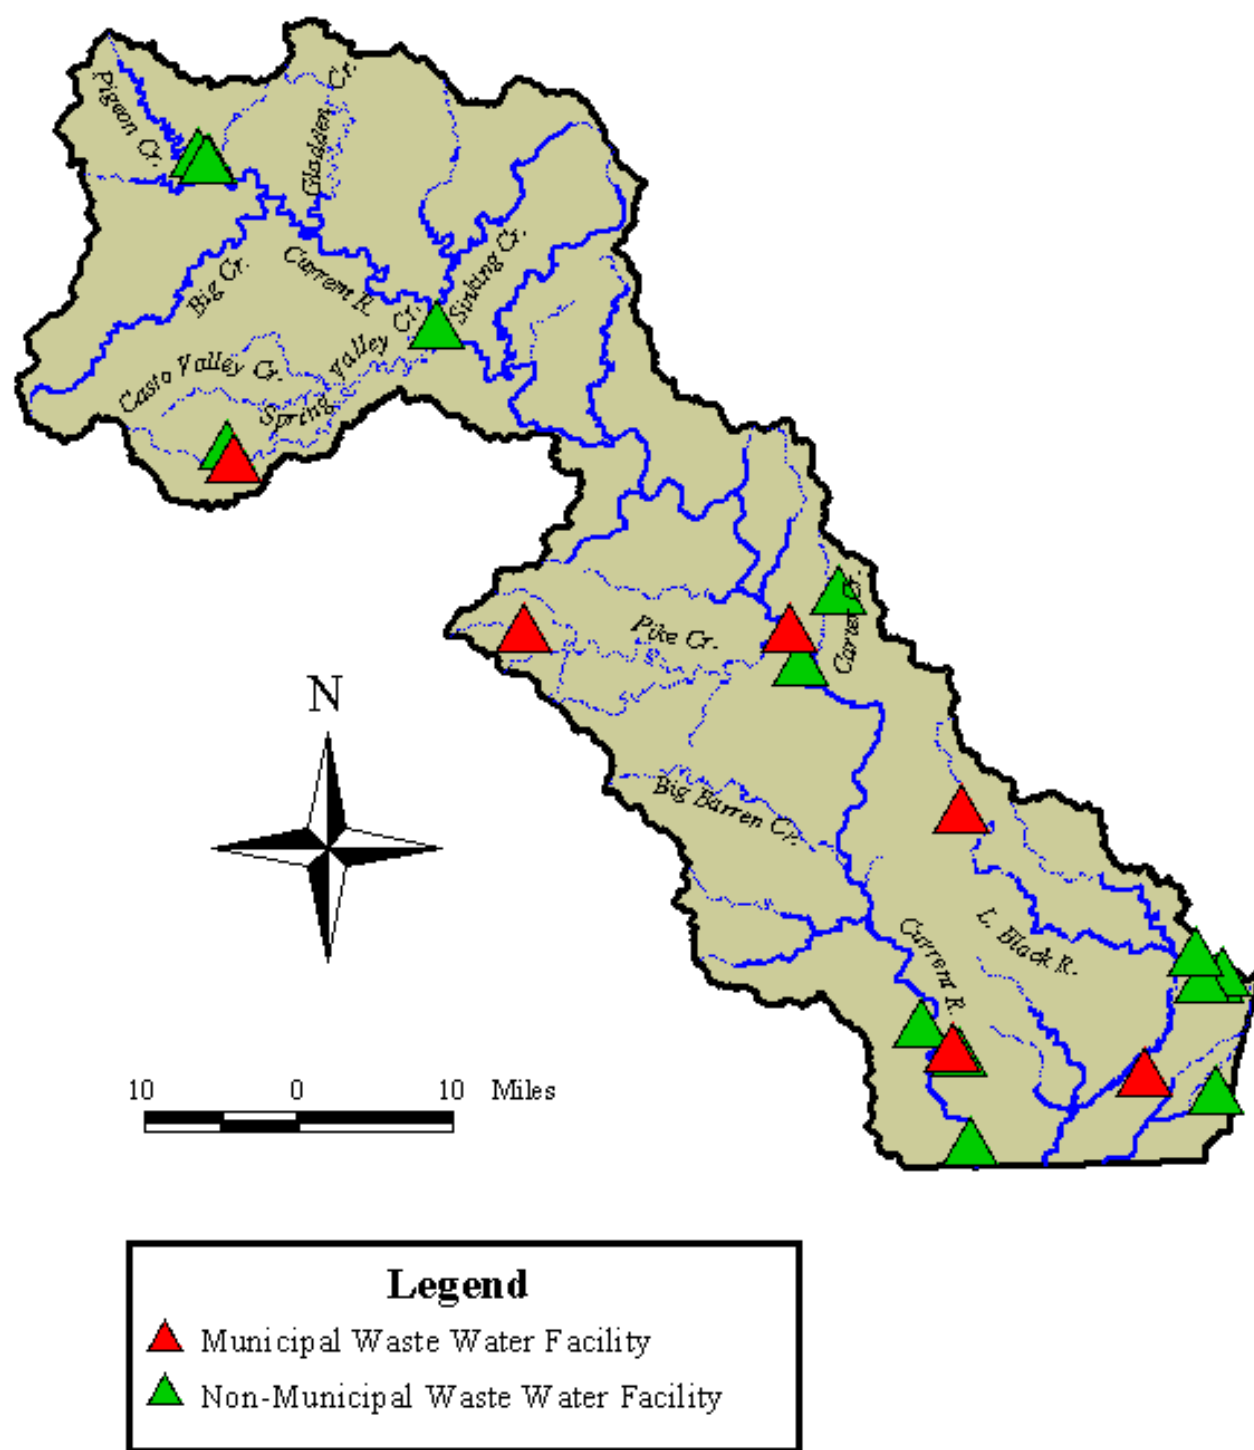 Pigeon Cr.
Gladden Cr.
Big Cr.
Current R.
Sinking Cr.
Casto Valley Cr.
Spring Valley Cr.
Pike Cr.
Carter Cr.
N
Big Barren Cr.
Current R.
L. Black R.
10 0 10 Miles
Legend
Municipal Waste Water Facility
Non-Municipal Waste Water Facility